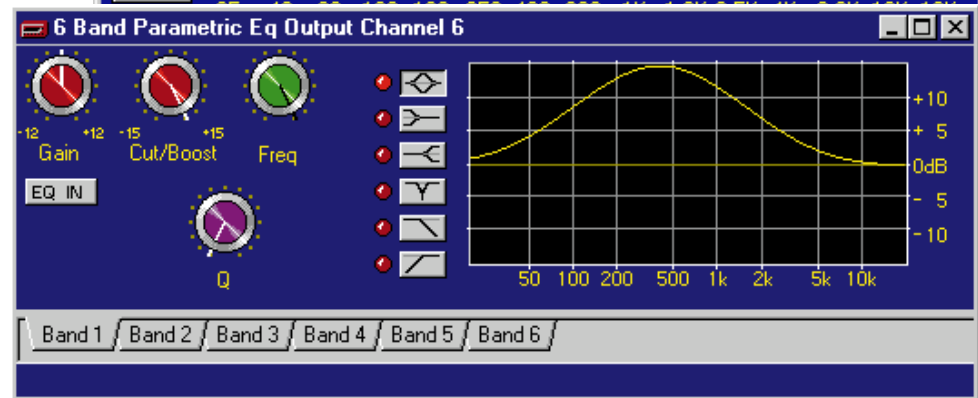 6 Band Parametric Eq Output Channel 6
-12 +12 -15 +15
Gain Cut/Boost Freq
EQ IN
Q
+10
+ 5
0dB
- 5
-10
50 100 200 500 1k 2k 5k 10k
Band 1 Band 2 Band 3 Band 4 Band 5 Band 6